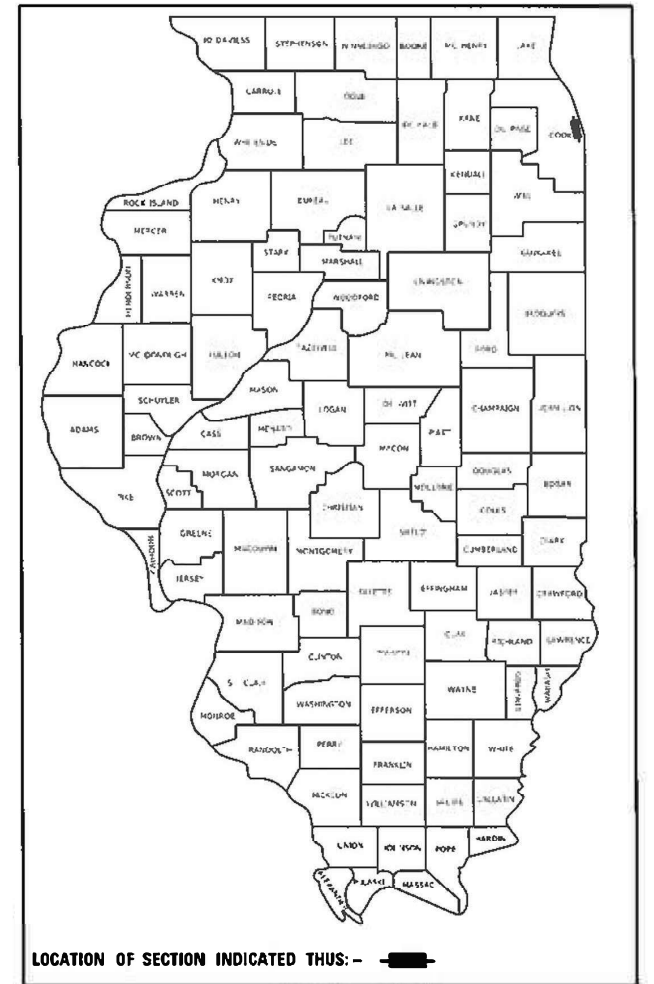 JO DAVIESS STEPHENSON WINNEBAGO BOONE MC HENRY LAKE
CARROLL OGLE DE KALB KANE DU PAGE COOK
WHITESIDE LEE KENDALL
ROCK ISLAND HENRY BUREAU LA SALLE WILL
MERCER PUTNAM GRUNDY
STARK MARSHALL KANKAKEE
HENDERSON WARREN KNOX PEORIA WOODFORD LIVINGSTON IROQUOIS
HANCOCK MC DONOUGH FULTON TAZEWELL MC LEAN FORD
SCHUYLER MASON LOGAN DE WITT CHAMPAIGN VERMILION
ADAMS BROWN CASS MENARD MACON PIATT
MORGAN SANGAMON DOUGLAS EDGAR
PIKE SCOTT CHRISTIAN MOULTRIE COLES
GREENE MACOUPIN MONTGOMERY SHELBY CUMBERLAND CLARK
CALHOUN JERSEY
BOND FAYETTE EFFINGHAM JASPER CRAWFORD
MADISON CLAY RICHLAND LAWRENCE
CLINTON MARION
ST CLAIR WAYNE EDWARDS WABASH
MONROE WASHINGTON JEFFERSON
RANDOLPH PERRY HAMILTON WHITE
FRANKLIN
JACKSON WILLIAMSON SALINE GALLATIN
UNION JOHNSON POPE HARDIN
ALEXANDER PULASKI MASSAC
LOCATION OF SECTION INDICATED THUS: –